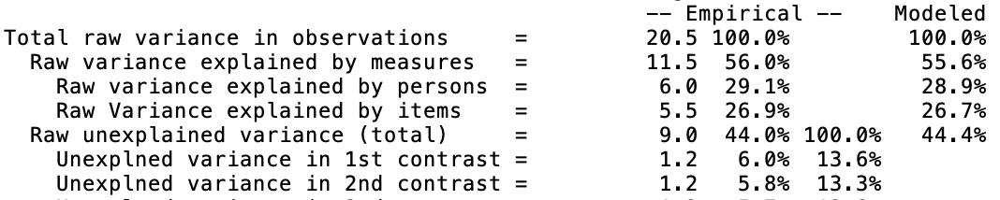 -- Empirical --    Modeled
Total raw variance in observations     =         20.5 100.0%         100.0%
  Raw variance explained by measures   =         11.5  56.0%          55.6%
    Raw variance explained by persons  =          6.0  29.1%          28.9%
    Raw Variance explained by items    =          5.5  26.9%          26.7%
  Raw unexplained variance (total)     =          9.0  44.0% 100.0%   44.4%
    Unexplned variance in 1st contrast =          1.2   6.0%  13.6%
    Unexplned variance in 2nd contrast =          1.2   5.8%  13.3%